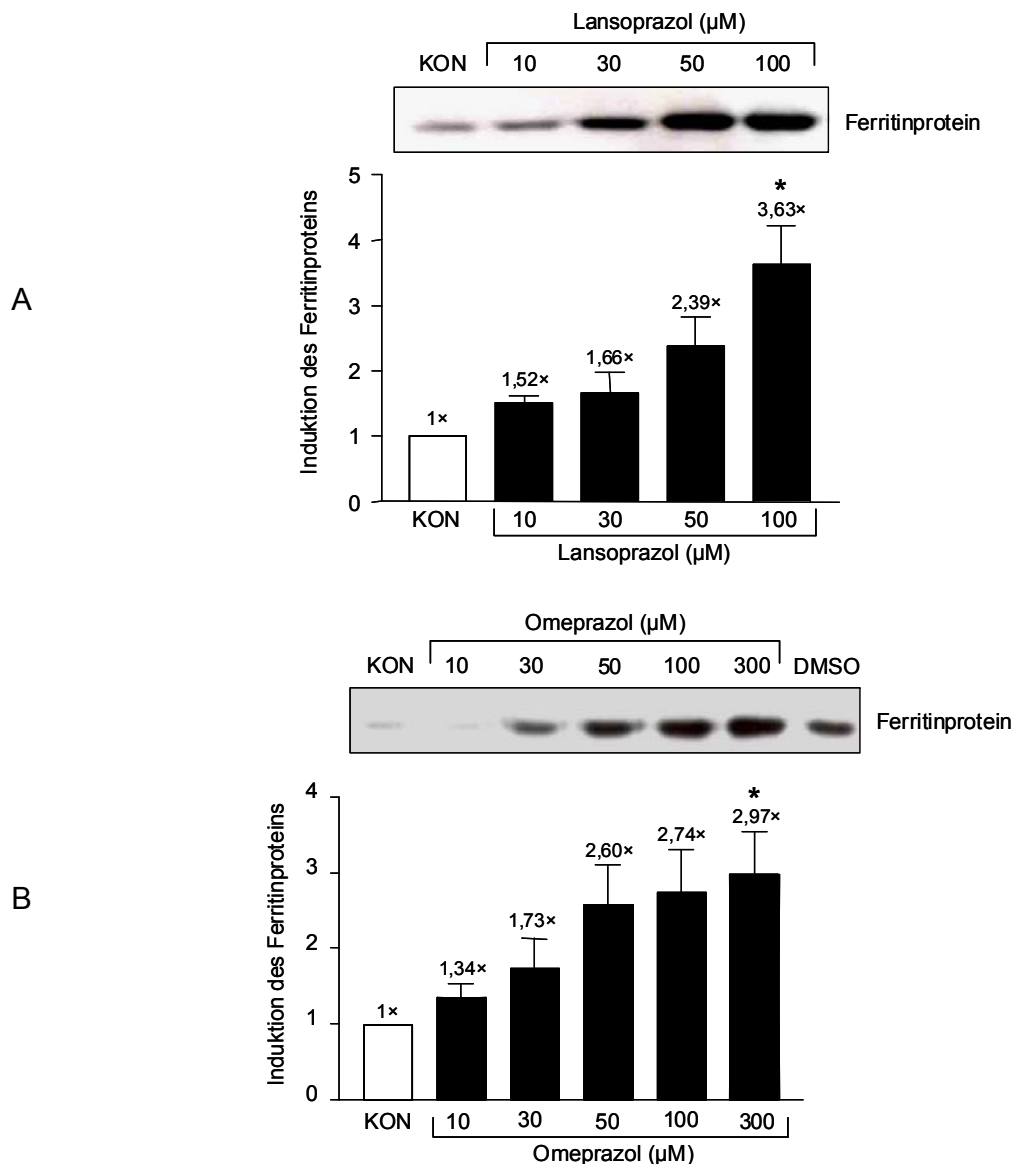 Lansoprazol (µM)
KON 10 30 50 100
Ferritinprotein
A
Induktion des Ferritinproteins
5
4
3
2
1
0
1×
1,52×
1,66×
2,39×
*
3,63×
KON 10 30 50 100
Lansoprazol (µM)
Omeprazol (µM)
KON 10 30 50 100 300 DMSO
Ferritinprotein
B
Induktion des Ferritinproteins
4
3
2
1
0
1×
1,34×
1,73×
2,60×
2,74×
*
2,97×
KON 10 30 50 100 300
Omeprazol (µM)